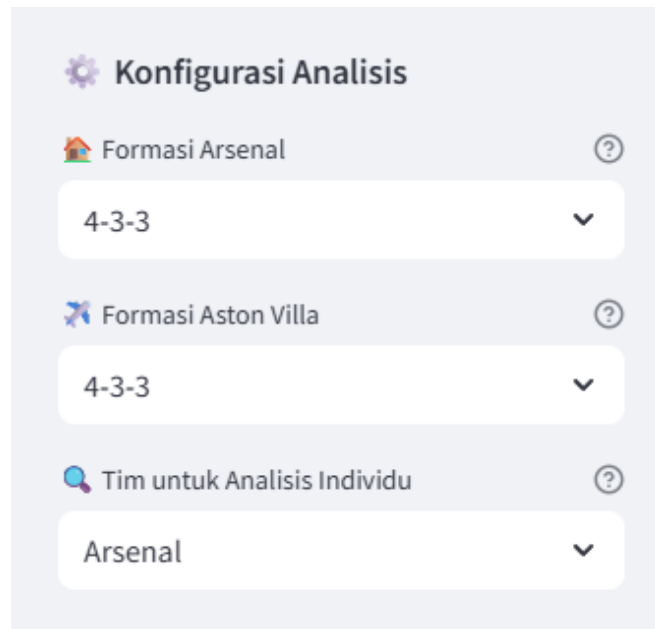 Konfigurasi Analisis
Formasi Arsenal
4-3-3
Formasi Aston Villa
4-3-3
Tim untuk Analisis Individu
Arsenal